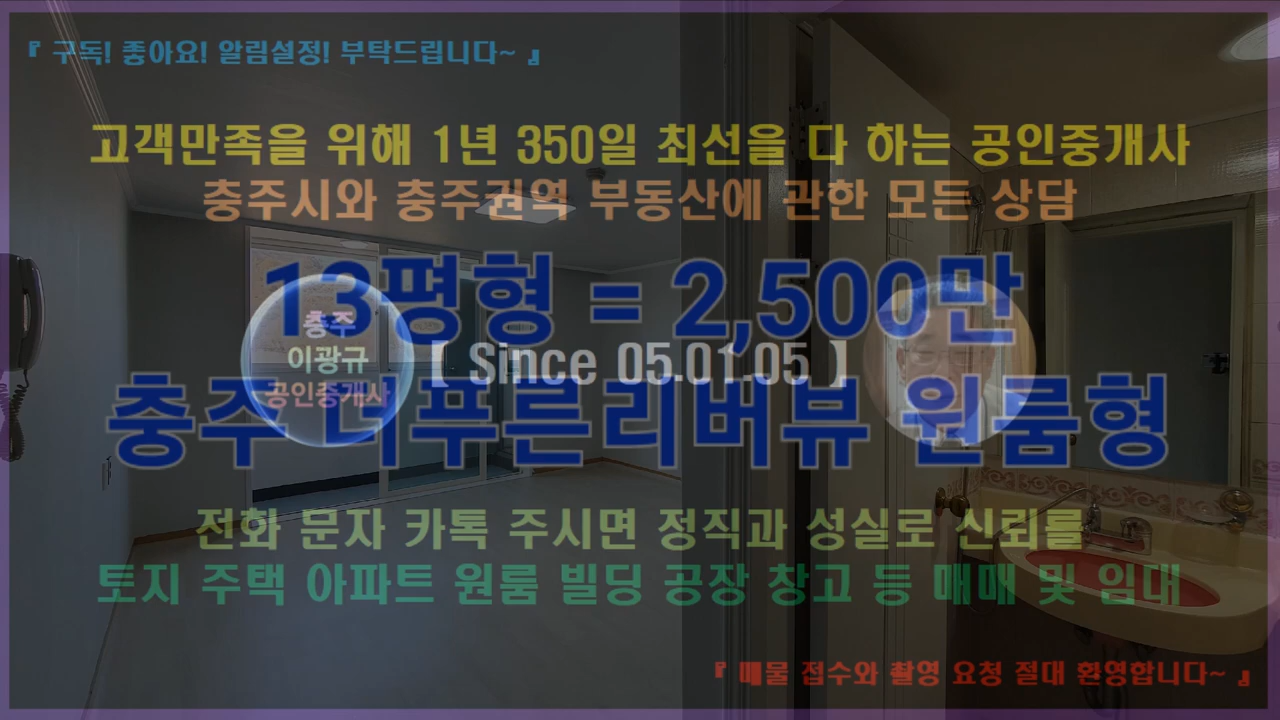 『 구독! 좋아요! 알림설정! 부탁드립니다~ 』
고객만족을 위해 1년 350일 최선을 다 하는 공인중개사
충주시와 충주권역 부동산에 관한 모든 상담
13평형 = 2,500만
충주
이광규
공인중개사
【 Since 05.01.05 】
충주 더푸른리버뷰 원룸형
전화 문자 카톡 주시면 정직과 성실로 신뢰를
토지 주택 아파트 원룸 빌딩 공장 창고 등 매매 및 임대
『 매물 접수와 촬영 요청 절대 환영합니다~ 』